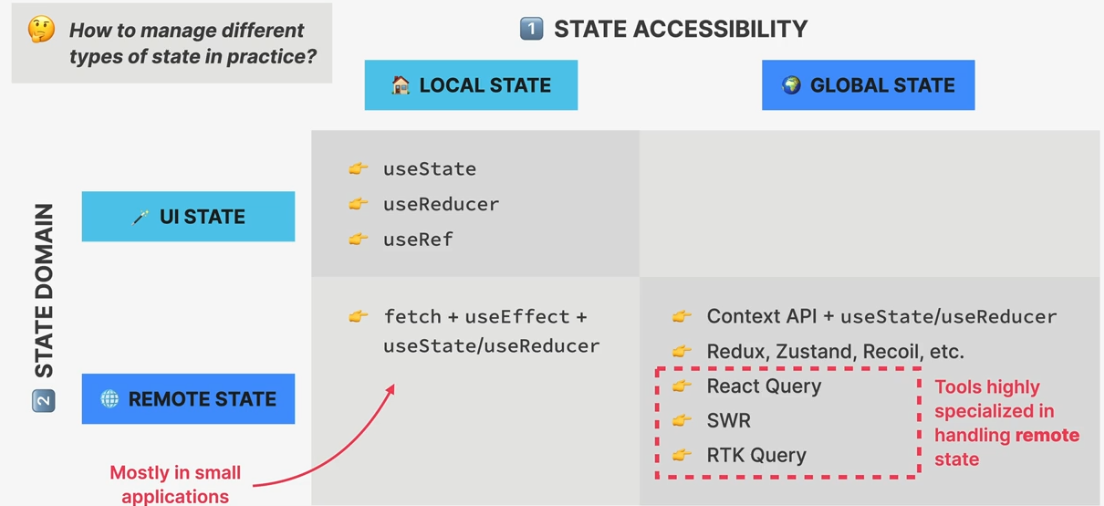 🤔 How to manage different
types of state in practice?
1️⃣ STATE ACCESSIBILITY
🏠 LOCAL STATE
🌍 GLOBAL STATE
2️⃣ STATE DOMAIN
🪄 UI STATE
👉 useState
👉 useReducer
👉 useRef
🌐 REMOTE STATE
👉 fetch + useEffect +
useState/useReducer
Mostly in small
applications
👉 Context API + useState/useReducer
👉 Redux, Zustand, Recoil, etc.
👉 React Query
👉 SWR
👉 RTK Query
Tools highly
specialized in
handling remote
state